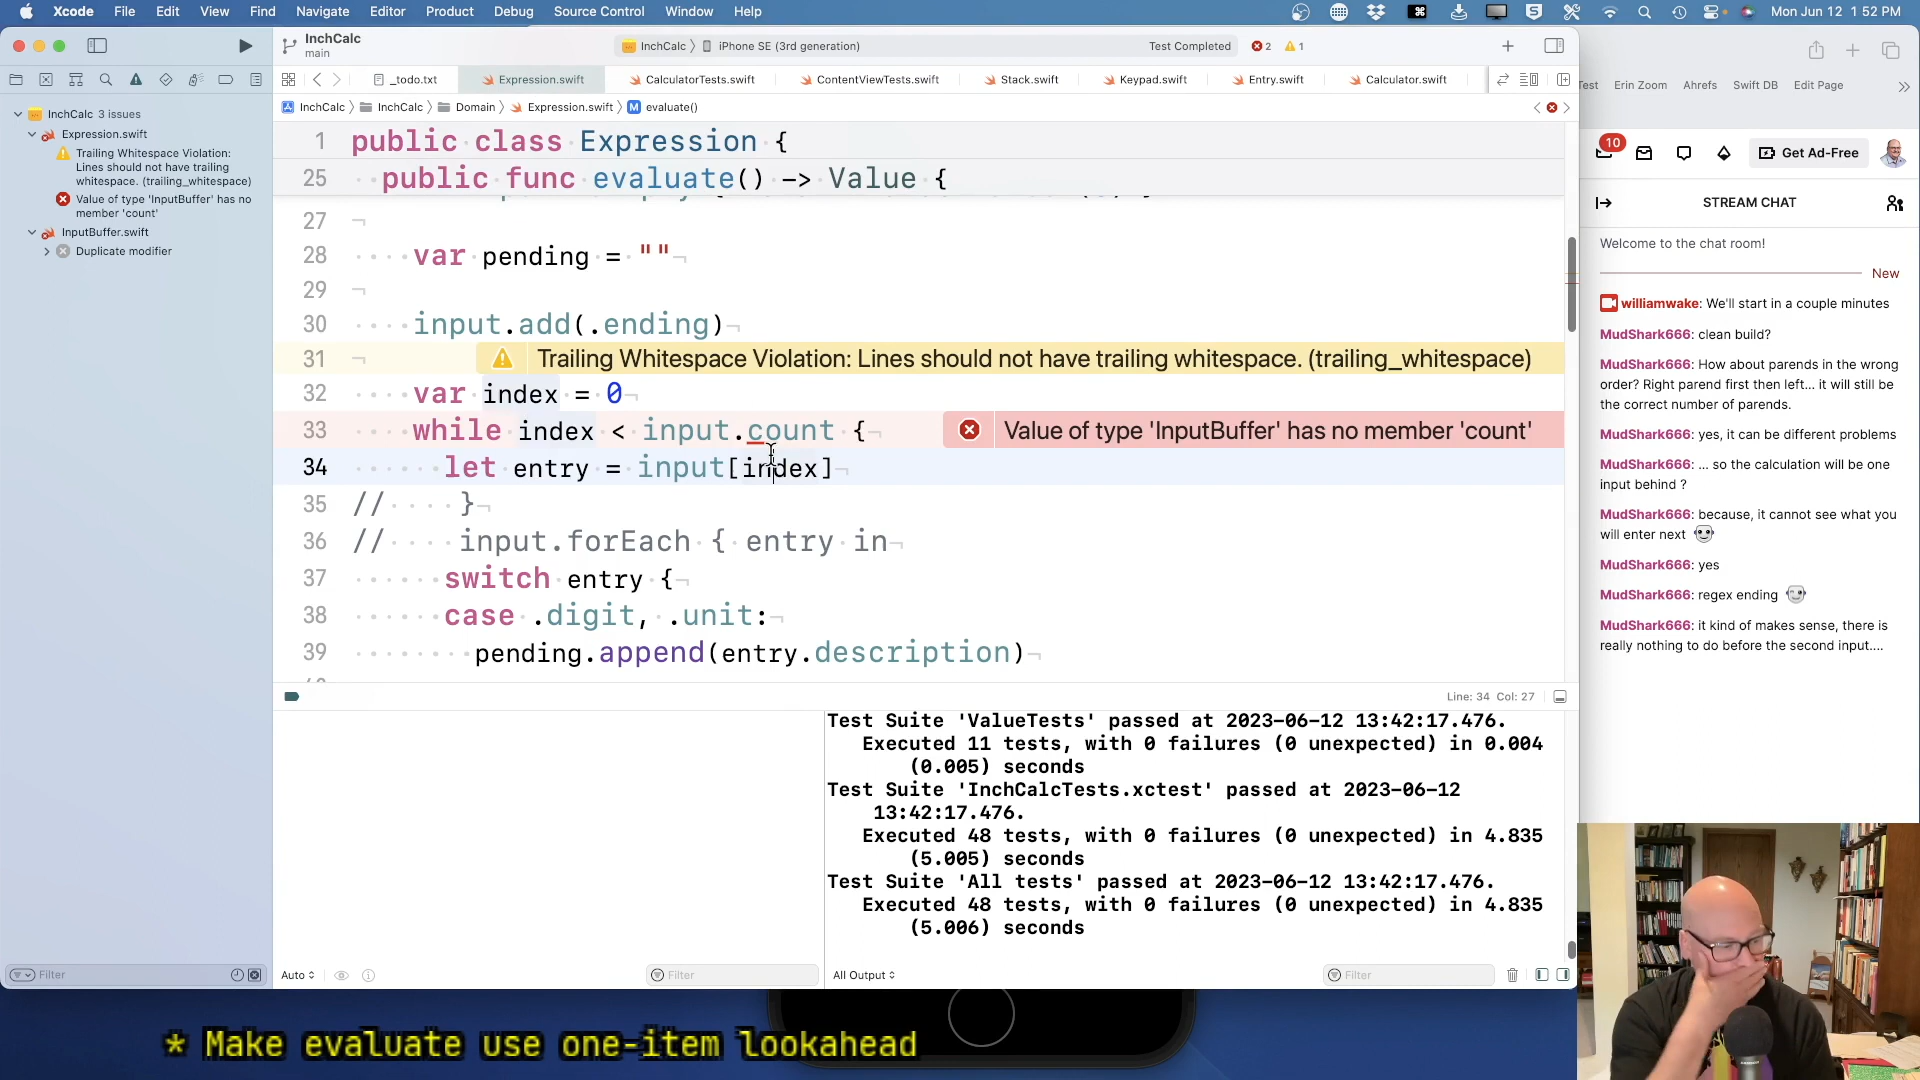 Xcode File Edit View Find Navigate Editor Product Debug Source Control Window Help
Mon Jun 12 1:52 PM
InchCalc
main
InchCalc 〉 iPhone SE (3rd generation)
Test Completed
2
1
_todo.txt
Expression.swift
CalculatorTests.swift
ContentViewTests.swift
Stack.swift
Keypad.swift
Entry.swift
Calculator.swift
InchCalc 〉 InchCalc 〉 Domain 〉 Expression.swift 〉 M evaluate()
InchCalc 3 issues
Expression.swift
Trailing Whitespace Violation:
Lines should not have trailing
whitespace. (trailing_whitespace)
Value of type 'InputBuffer' has no
member 'count'
InputBuffer.swift
Duplicate modifier
1 public class Expression {
25 public func evaluate() -> Value {
27
28 var pending = ""
29
30 input.add(.ending)
31 Trailing Whitespace Violation: Lines should not have trailing whitespace. (trailing_whitespace)
32 var index = 0
33 while index < input.count { Value of type 'InputBuffer' has no member 'count'
34 let entry = input[index]
35 // }
36 // input.forEach { entry in
37 switch entry {
38 case .digit, .unit:
39 pending.append(entry.description)
Line: 34 Col: 27
Test Suite 'ValueTests' passed at 2023-06-12 13:42:17.476.
Executed 11 tests, with 0 failures (0 unexpected) in 0.004
(0.005) seconds
Test Suite 'InchCalcTests.xctest' passed at 2023-06-12
13:42:17.476.
Executed 48 tests, with 0 failures (0 unexpected) in 4.835
(5.005) seconds
Test Suite 'All tests' passed at 2023-06-12 13:42:17.476.
Executed 48 tests, with 0 failures (0 unexpected) in 4.835
(5.006) seconds
Filter
Auto
Filter
All Output
Filter
* Make evaluate use one-item lookahead
Test Erin Zoom Ahrefs Swift DB Edit Page
10
Get Ad-Free
STREAM CHAT
Welcome to the chat room!
New
williamwake: We'll start in a couple minutes
MudShark666: clean build?
MudShark666: How about parends in the wrong
order? Right parend first then left... it will still be
the correct number of parends.
MudShark666: yes, it can be different problems
MudShark666: ... so the calculation will be one
input behind ?
MudShark666: because, it cannot see what you
will enter next
MudShark666: yes
MudShark666: regex ending
MudShark666: it kind of makes sense, there is
really nothing to do before the second input....